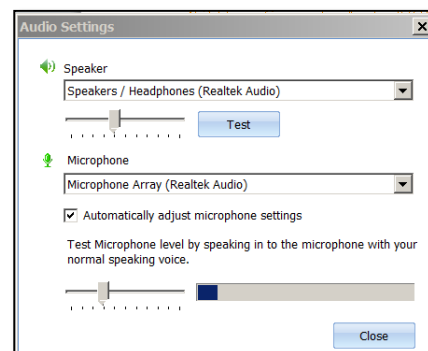 Audio Settings
Speaker
Speakers / Headphones (Realtek Audio)
Test
Microphone
Microphone Array (Realtek Audio)
Automatically adjust microphone settings
Test Microphone level by speaking in to the microphone with your
normal speaking voice.
Close